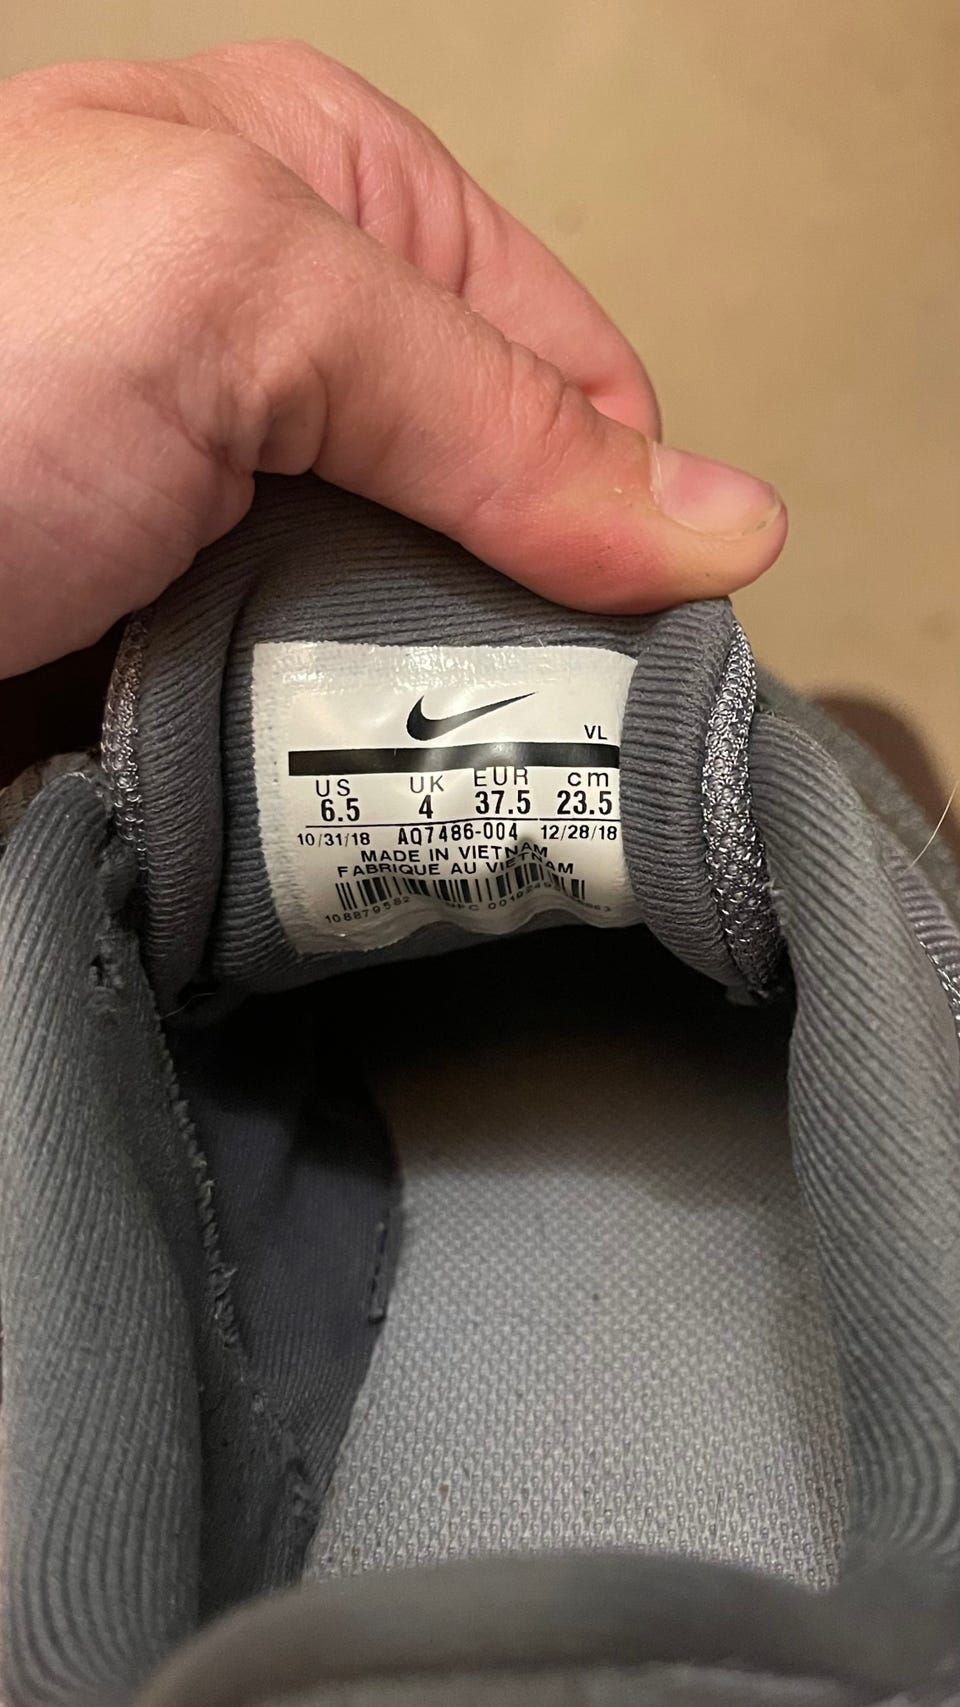 VL
US UK EUR cm
6.5 4 37.5 23.5
10/31/18 AQ7486-004 12/28/18
MADE IN VIETNAM
FABRIQUE AU VIETNAM
UPC